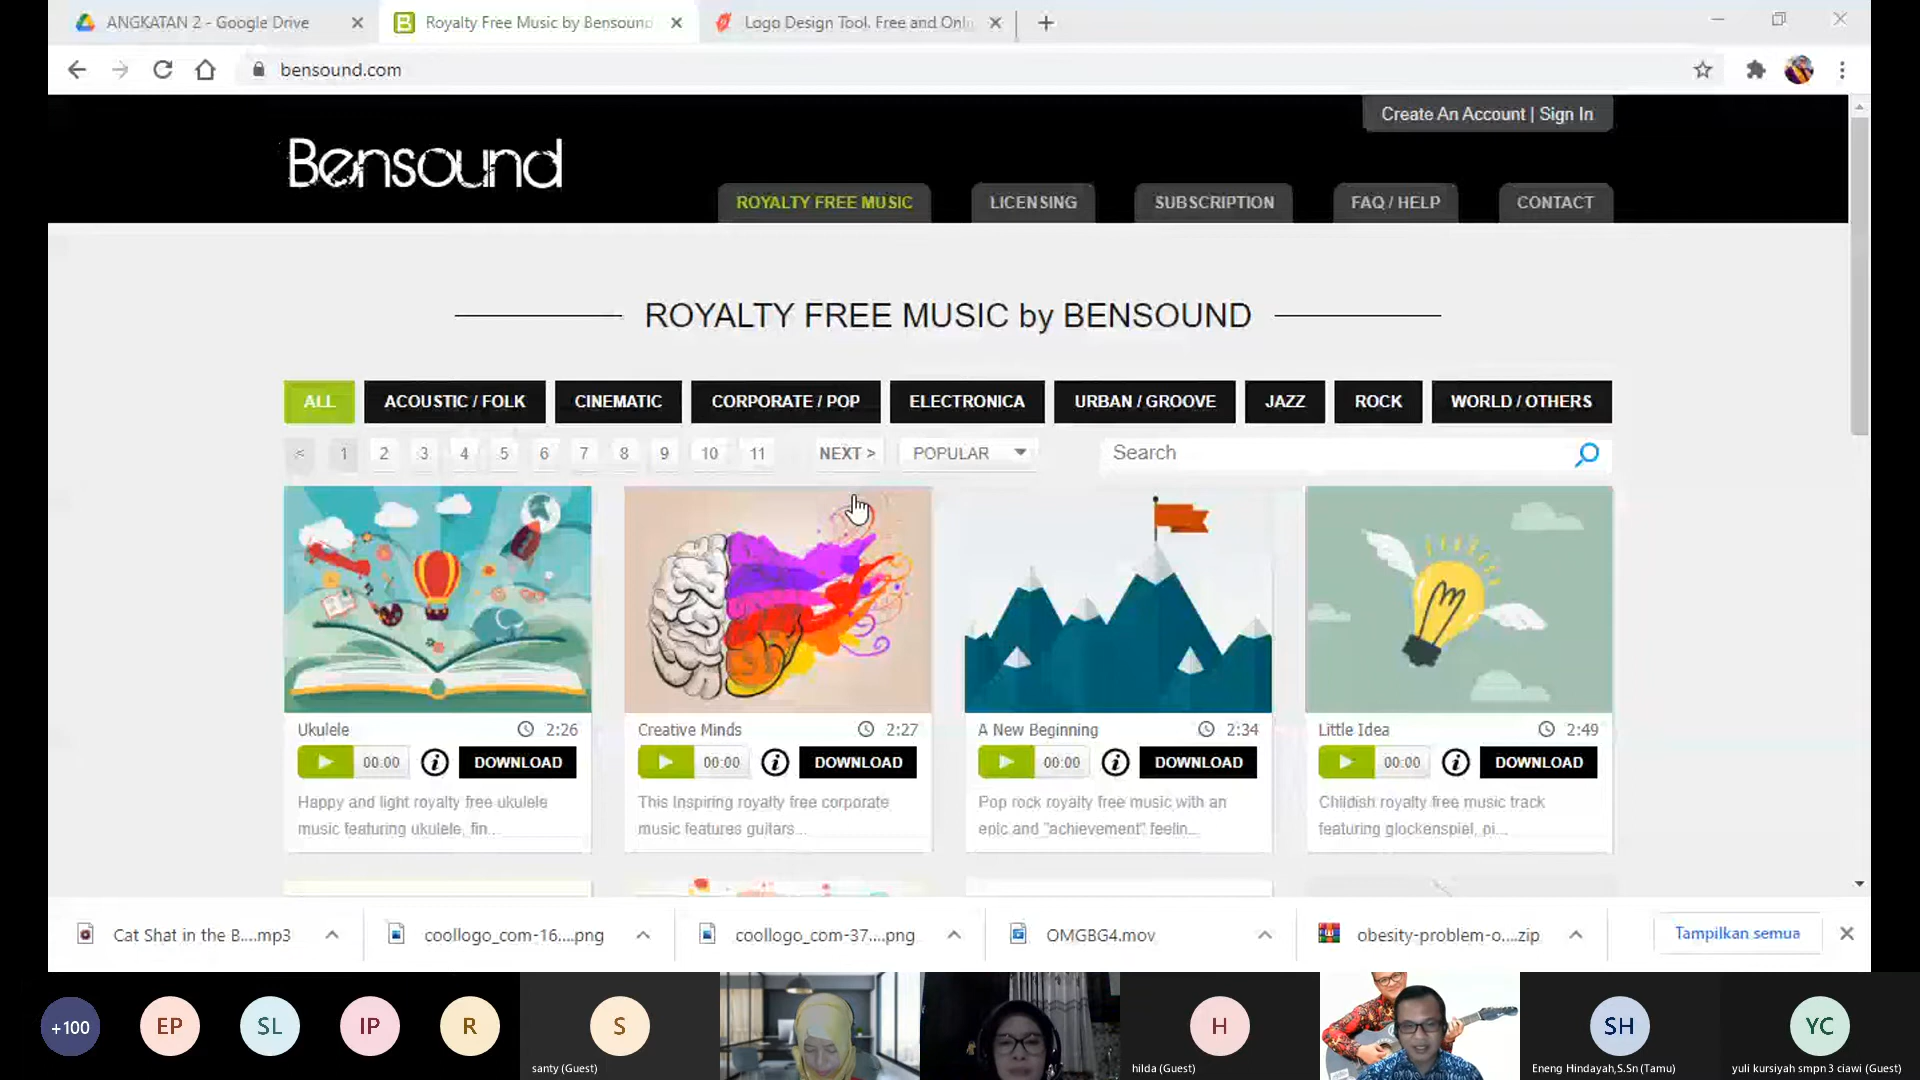 ANGKATAN 2 - Google Drive
Royalty Free Music by Bensound
Logo Design Tool. Free and Onli
bensound.com
Create An Account | Sign In
Bensound
ROYALTY FREE MUSIC
LICENSING
SUBSCRIPTION
FAQ / HELP
CONTACT
ROYALTY FREE MUSIC by BENSOUND
ALL
ACOUSTIC / FOLK
CINEMATIC
CORPORATE / POP
ELECTRONICA
URBAN / GROOVE
JAZZ
ROCK
WORLD / OTHERS
< 1 2 3 4 5 6 7 8 9 10 11 NEXT >
POPULAR
Search
Ukulele 2:26
00:00 i DOWNLOAD
Happy and light royalty free ukulele
music featuring ukulele, fin...
Creative Minds 2:27
00:00 i DOWNLOAD
This Inspiring royalty free corporate
music features guitars...
A New Beginning 2:34
00:00 i DOWNLOAD
Pop rock royalty free music with an
epic and "achievement" feelin...
Little Idea 2:49
00:00 i DOWNLOAD
Childish royalty free music track
featuring glockenspiel, pi...
Cat Shat in the B....mp3
coollogo_com-16....png
coollogo_com-37....png
OMGBG4.mov
obesity-problem-o....zip
Tampilkan semua
+100
EP
SL
IP
R
S
santy (Guest)
H
hilda (Guest)
SH
Eneng Hindayah,S.Sn (Tamu)
YC
yuli kursiyah smpn 3 ciawi (Guest)